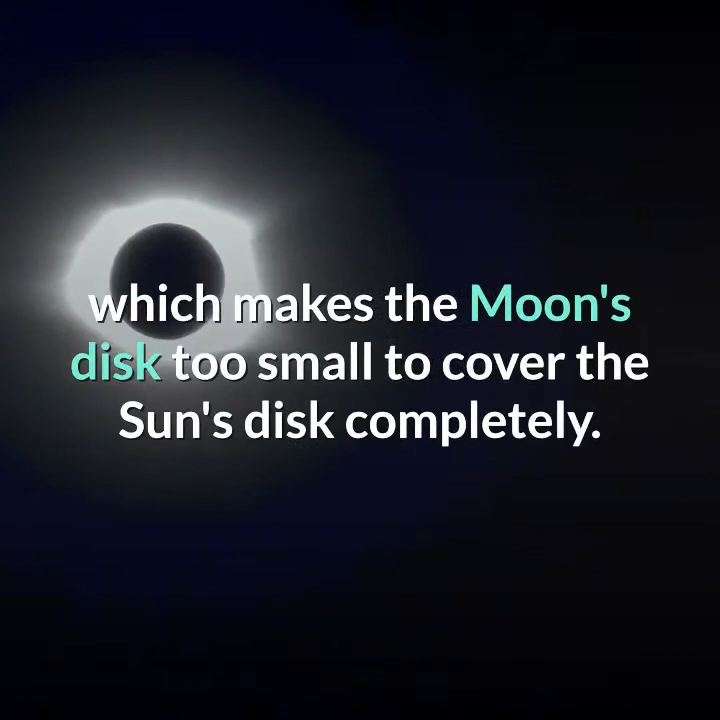 which makes the Moon's
disk too small to cover the
Sun's disk completely.